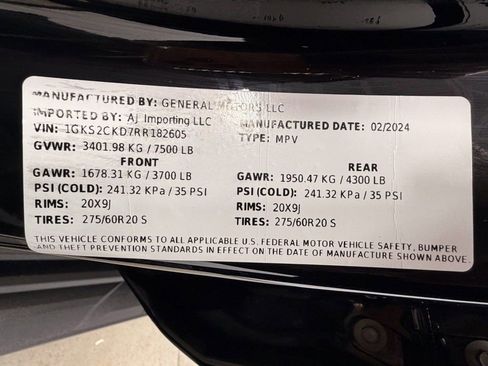 MANUFACTURED BY: GENERAL MOTORS LLC
IMPORTED BY: AJ Importing LLC
MANUFACTURED DATE: 02/2024
VIN: 1GKS2CKD7RR182605
TYPE: MPV
GVWR: 3401.98 KG / 7500 LB
FRONT
GAWR: 1678.31 KG / 3700 LB
PSI (COLD): 241.32 KPa / 35 PSI
RIMS: 20X9J
TIRES: 275/60R20 S
REAR
GAWR: 1950.47 KG / 4300 LB
PSI (COLD): 241.32 KPa / 35 PSI
RIMS: 20X9J
TIRES: 275/60R20 S
THIS VEHICLE CONFORMS TO ALL APPLICABLE U.S. FEDERAL MOTOR VEHICLE SAFETY, BUMPER
AND THEFT PREVENTION STANDARDS IN EFFECT ON THE DATE OF MANUFACTURE SHOWN ABOVE.